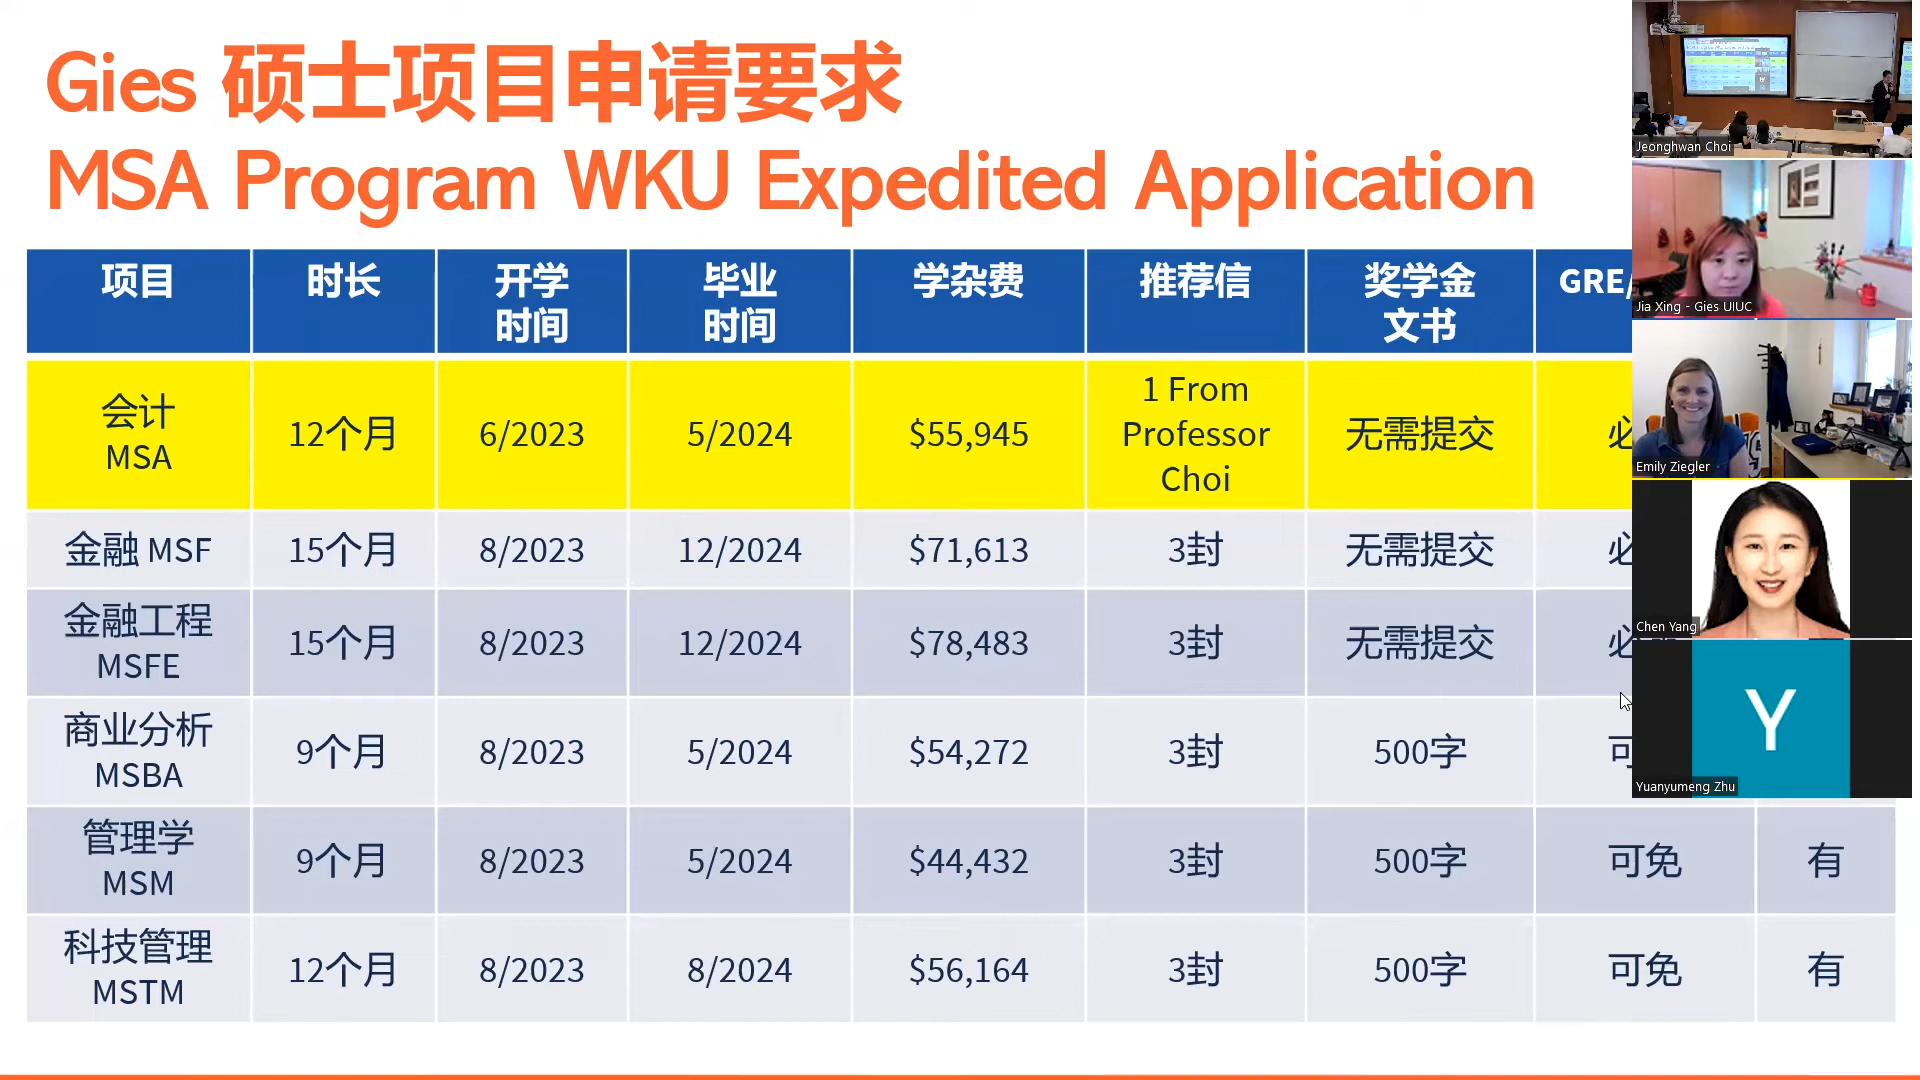 Gies 硕士项目申请要求
MSA Program WKU Expedited Application
项目 时长 开学时间 毕业时间 学杂费 推荐信 奖学金文书 GRE/
会计 MSA 12个月 6/2023 5/2024 $55,945 1 From Professor Choi 无需提交 必
金融 MSF 15个月 8/2023 12/2024 $71,613 3封 无需提交 必
金融工程 MSFE 15个月 8/2023 12/2024 $78,483 3封 无需提交 必
商业分析 MSBA 9个月 8/2023 5/2024 $54,272 3封 500字 可
管理学 MSM 9个月 8/2023 5/2024 $44,432 3封 500字 可免 有
科技管理 MSTM 12个月 8/2023 8/2024 $56,164 3封 500字 可免 有
Jeonghwan Choi
Jia Xing - Gies UIUC
Emily Ziegler
Chen Yang
Y
Yuanyumeng Zhu